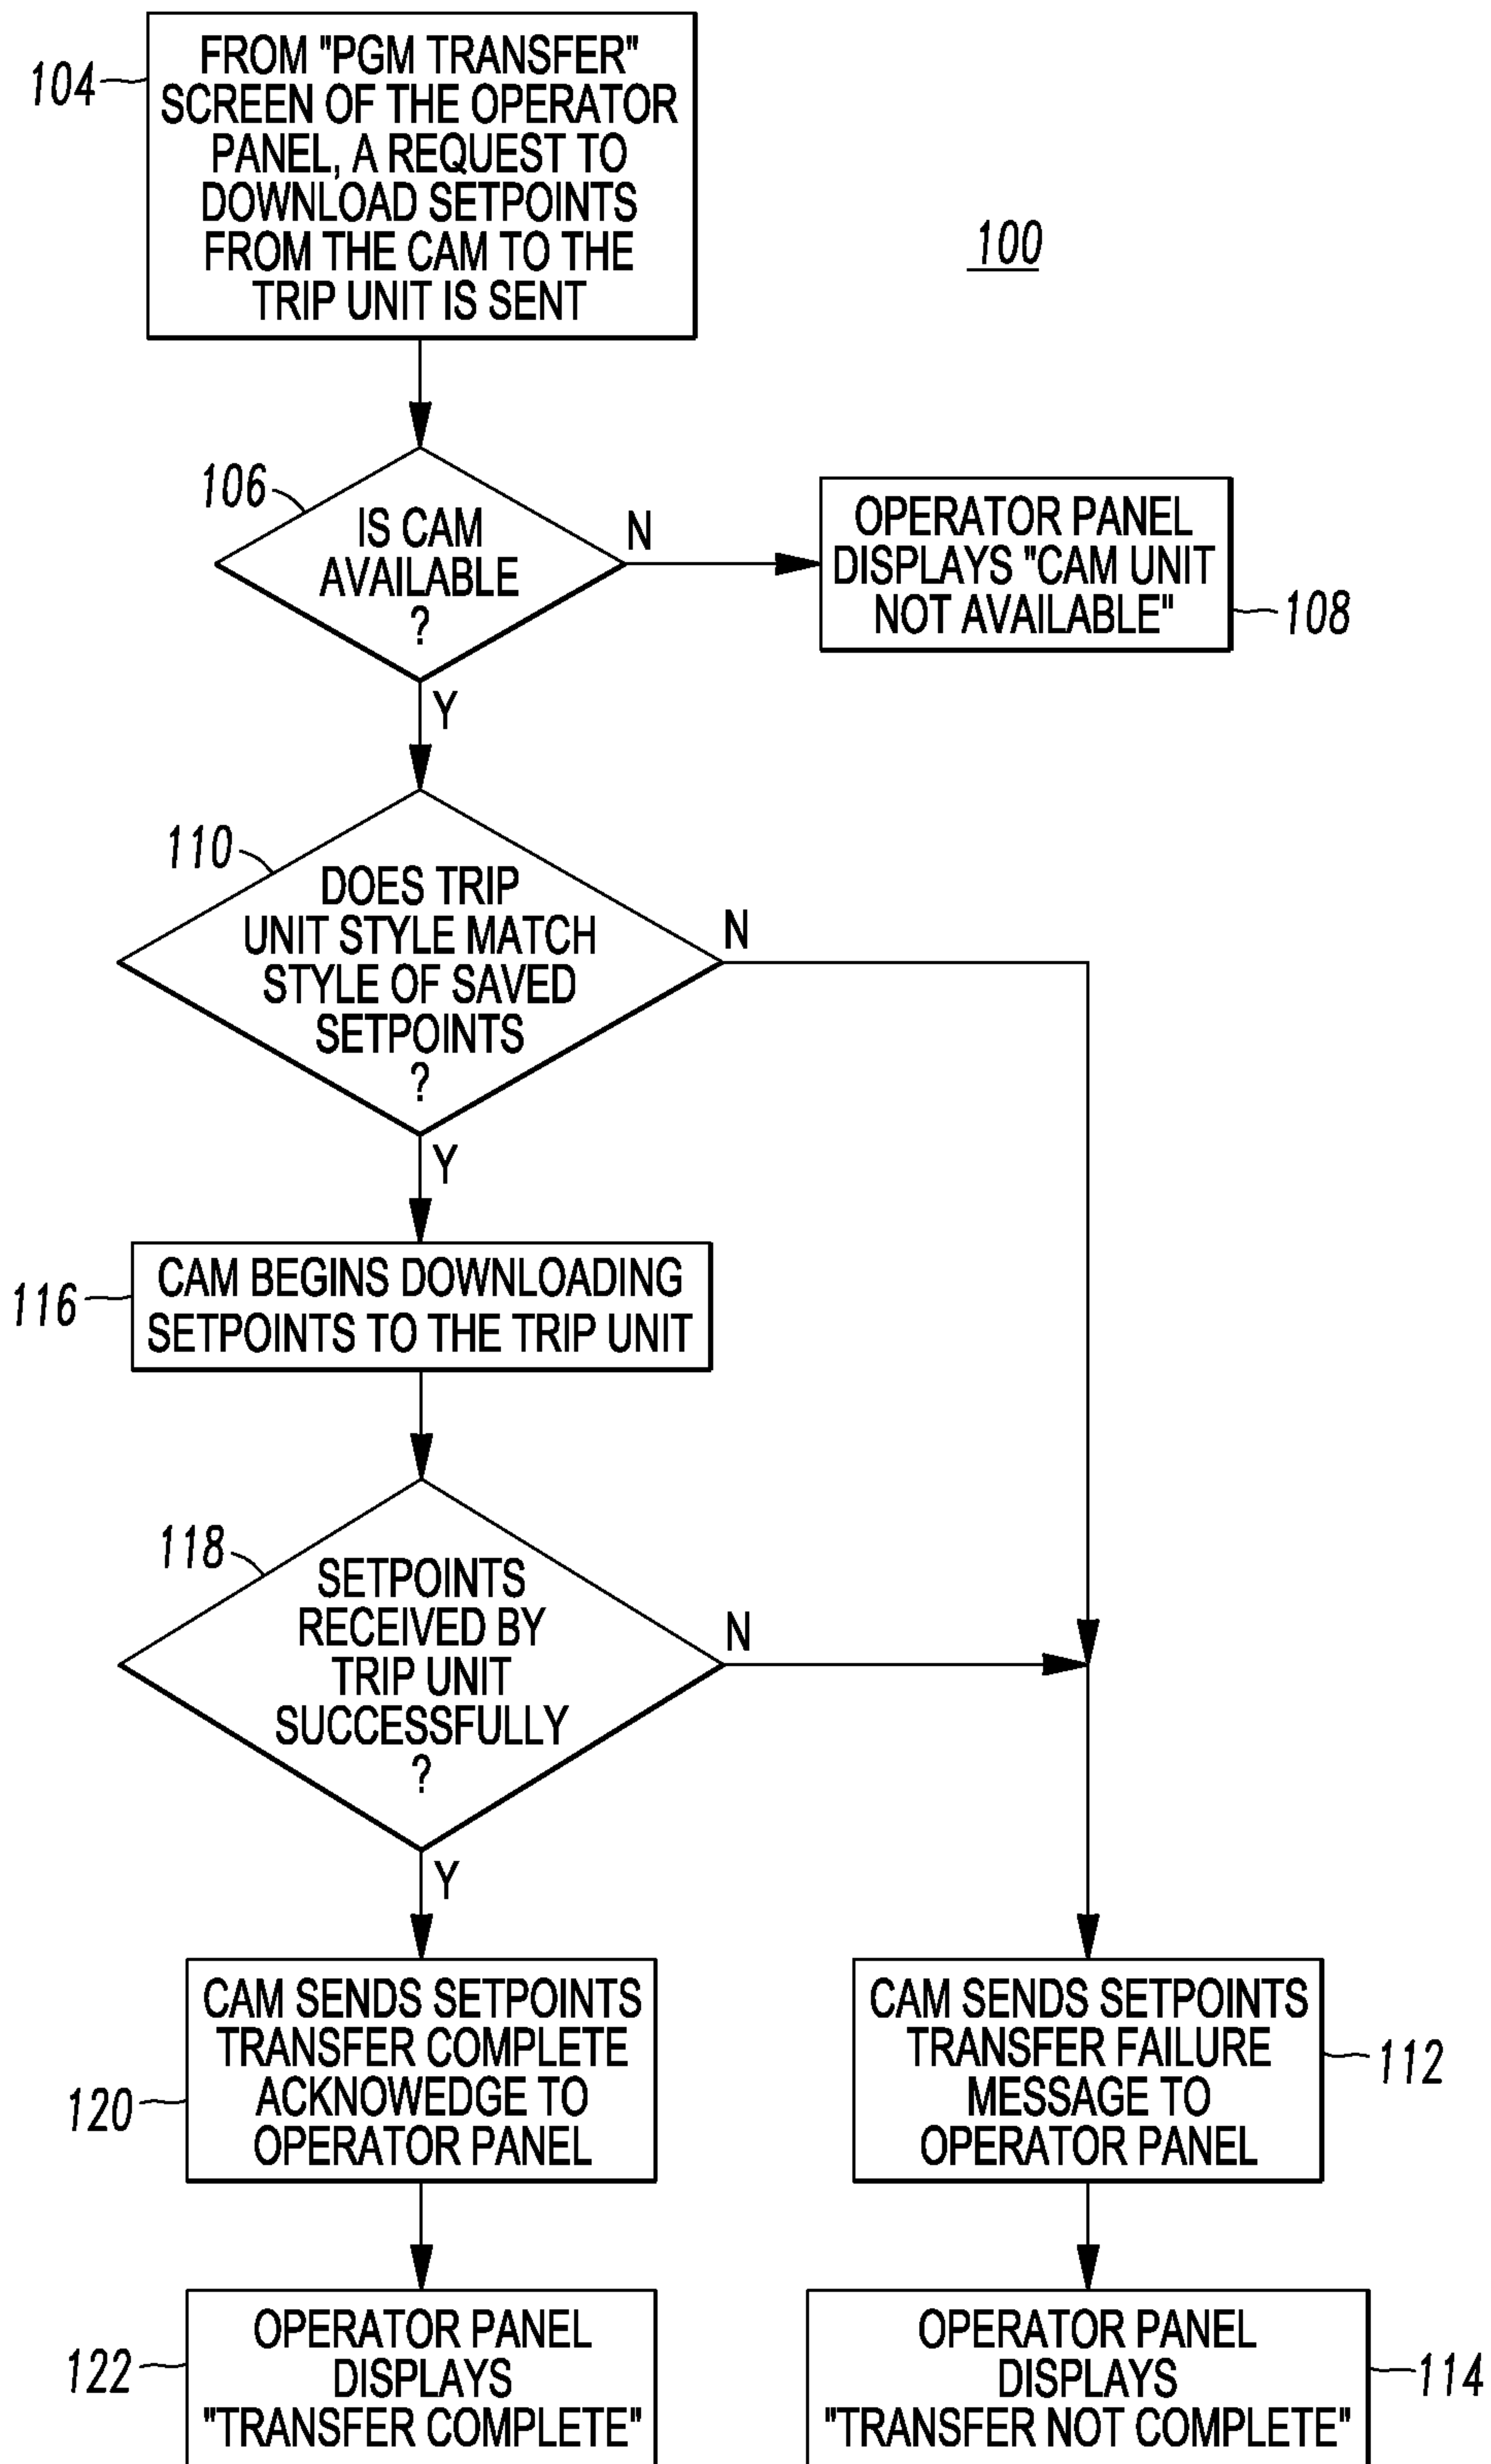 104
FROM "PGM TRANSFER"
SCREEN OF THE OPERATOR
PANEL, A REQUEST TO
DOWNLOAD SETPOINTS
FROM THE CAM TO THE
TRIP UNIT IS SENT
100
106
IS CAM
AVAILABLE
?
N
Y
OPERATOR PANEL
DISPLAYS "CAM UNIT
NOT AVAILABLE"
108
110
DOES TRIP
UNIT STYLE MATCH
STYLE OF SAVED
SETPOINTS
?
N
Y
116
CAM BEGINS DOWNLOADING
SETPOINTS TO THE TRIP UNIT
118
SETPOINTS
RECEIVED BY
TRIP UNIT
SUCCESSFULLY
?
N
Y
120
CAM SENDS SETPOINTS
TRANSFER COMPLETE
ACKNOWEDGE TO
OPERATOR PANEL
CAM SENDS SETPOINTS
TRANSFER FAILURE
MESSAGE TO
OPERATOR PANEL
112
122
OPERATOR PANEL
DISPLAYS
"TRANSFER COMPLETE"
OPERATOR PANEL
DISPLAYS
"TRANSFER NOT COMPLETE"
114